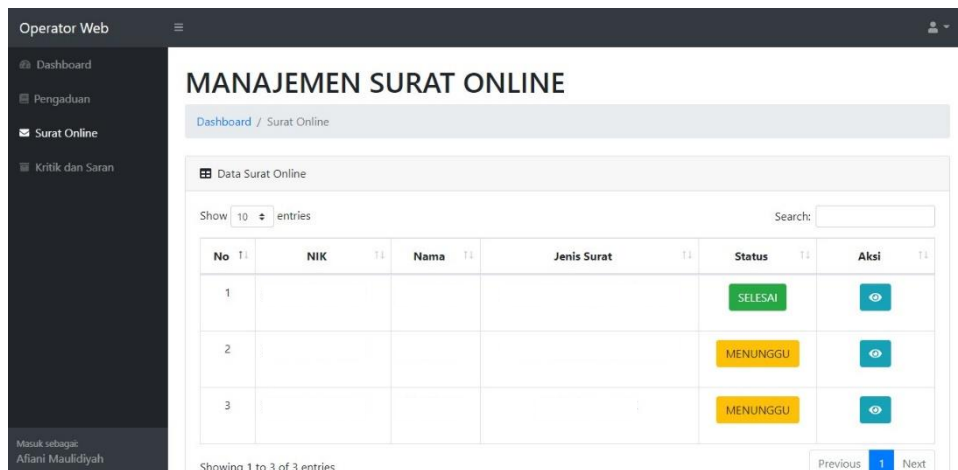 Operator Web
Dashboard
Pengaduan
Surat Online
Kritik dan Saran
Masuk sebagai:
Afiani Maulidiyah
MANAJEMEN SURAT ONLINE
Dashboard / Surat Online
Data Surat Online
Show 10 entries Search:
No NIK Nama Jenis Surat Status Aksi
1 SELESAI
2 MENUNGGU
3 MENUNGGU
Showing 1 to 3 of 3 entries Previous 1 Next